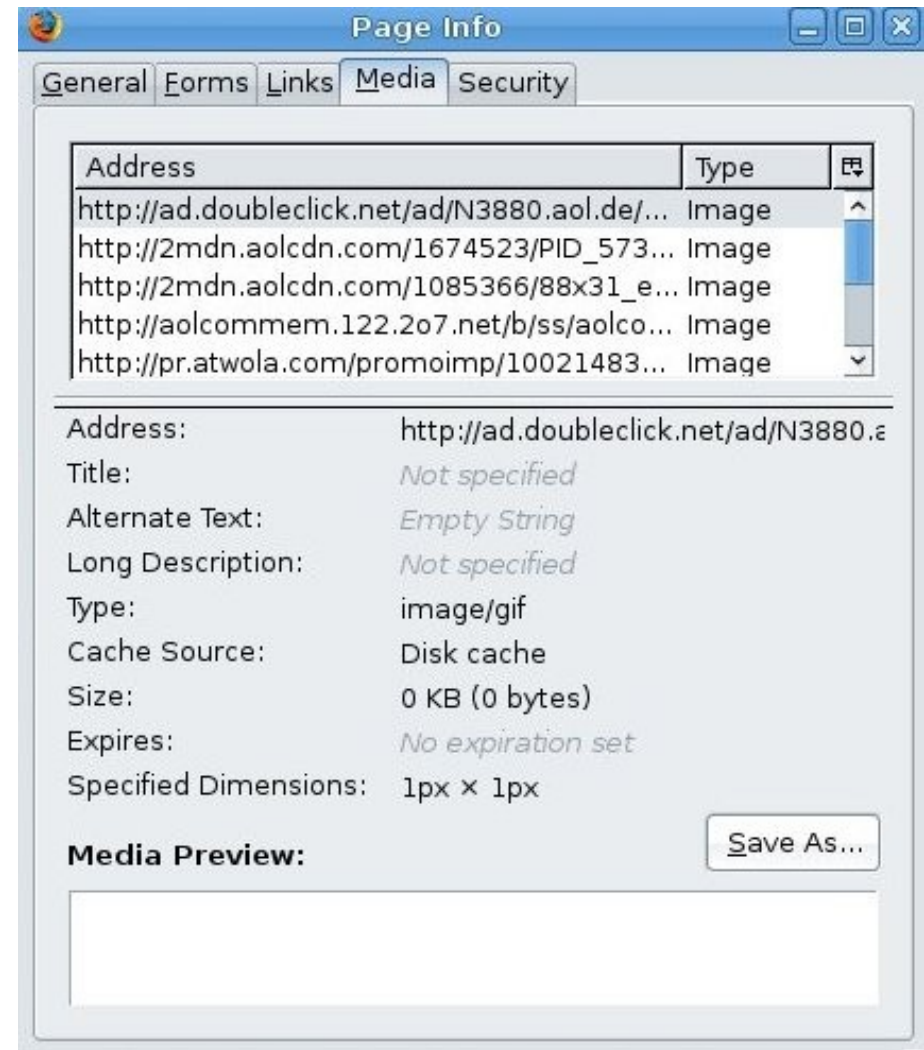 Page Info
General Forms Links Media Security
Address Type
http://ad.doubleclick.net/ad/N3880.aol.de/... Image
http://2mdn.aolcdn.com/1674523/PID_573... Image
http://2mdn.aolcdn.com/1085366/88x31_e... Image
http://aolcommem.122.2o7.net/b/ss/aolco... Image
http://pr.atwola.com/promoimp/10021483... Image
Address: http://ad.doubleclick.net/ad/N3880.a
Title: Not specified
Alternate Text: Empty String
Long Description: Not specified
Type: image/gif
Cache Source: Disk cache
Size: 0 KB (0 bytes)
Expires: No expiration set
Specified Dimensions: 1px × 1px
Save As...
Media Preview: